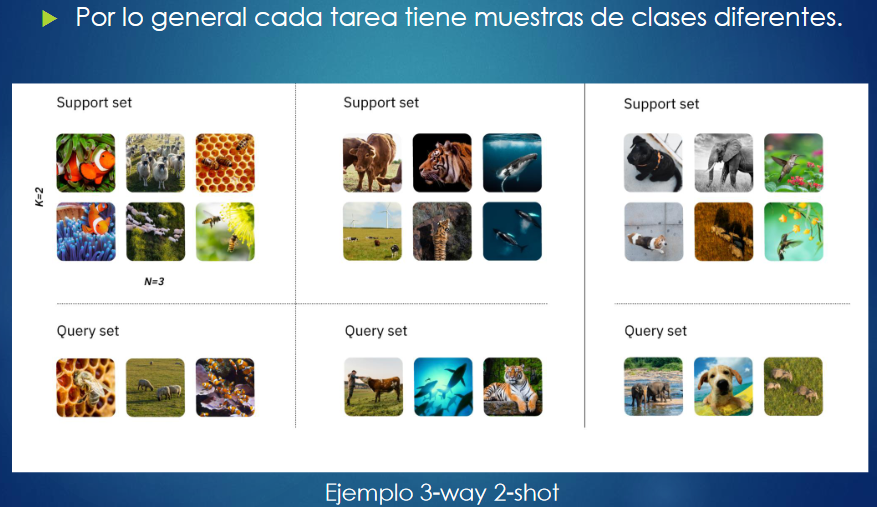 Por lo general cada tarea tiene muestras de clases diferentes.
Support set
Support set
Support set
K=2
N=3
Query set
Query set
Query set
Ejemplo 3-way 2-shot